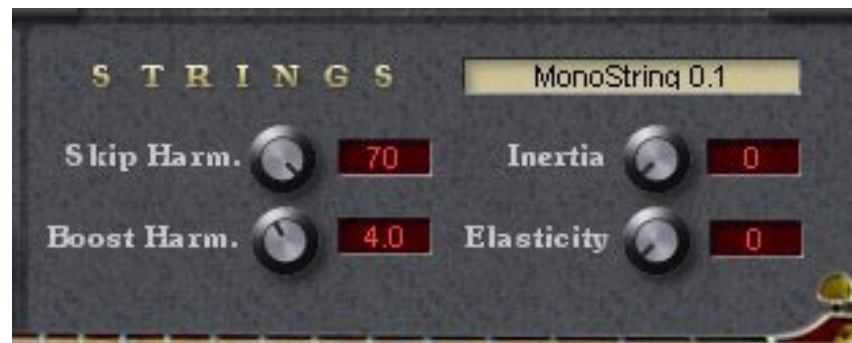 STRINGS MonoString 0.1
Skip Harm. 70 Inertia 0
Boost Harm. 4.0 Elasticity 0